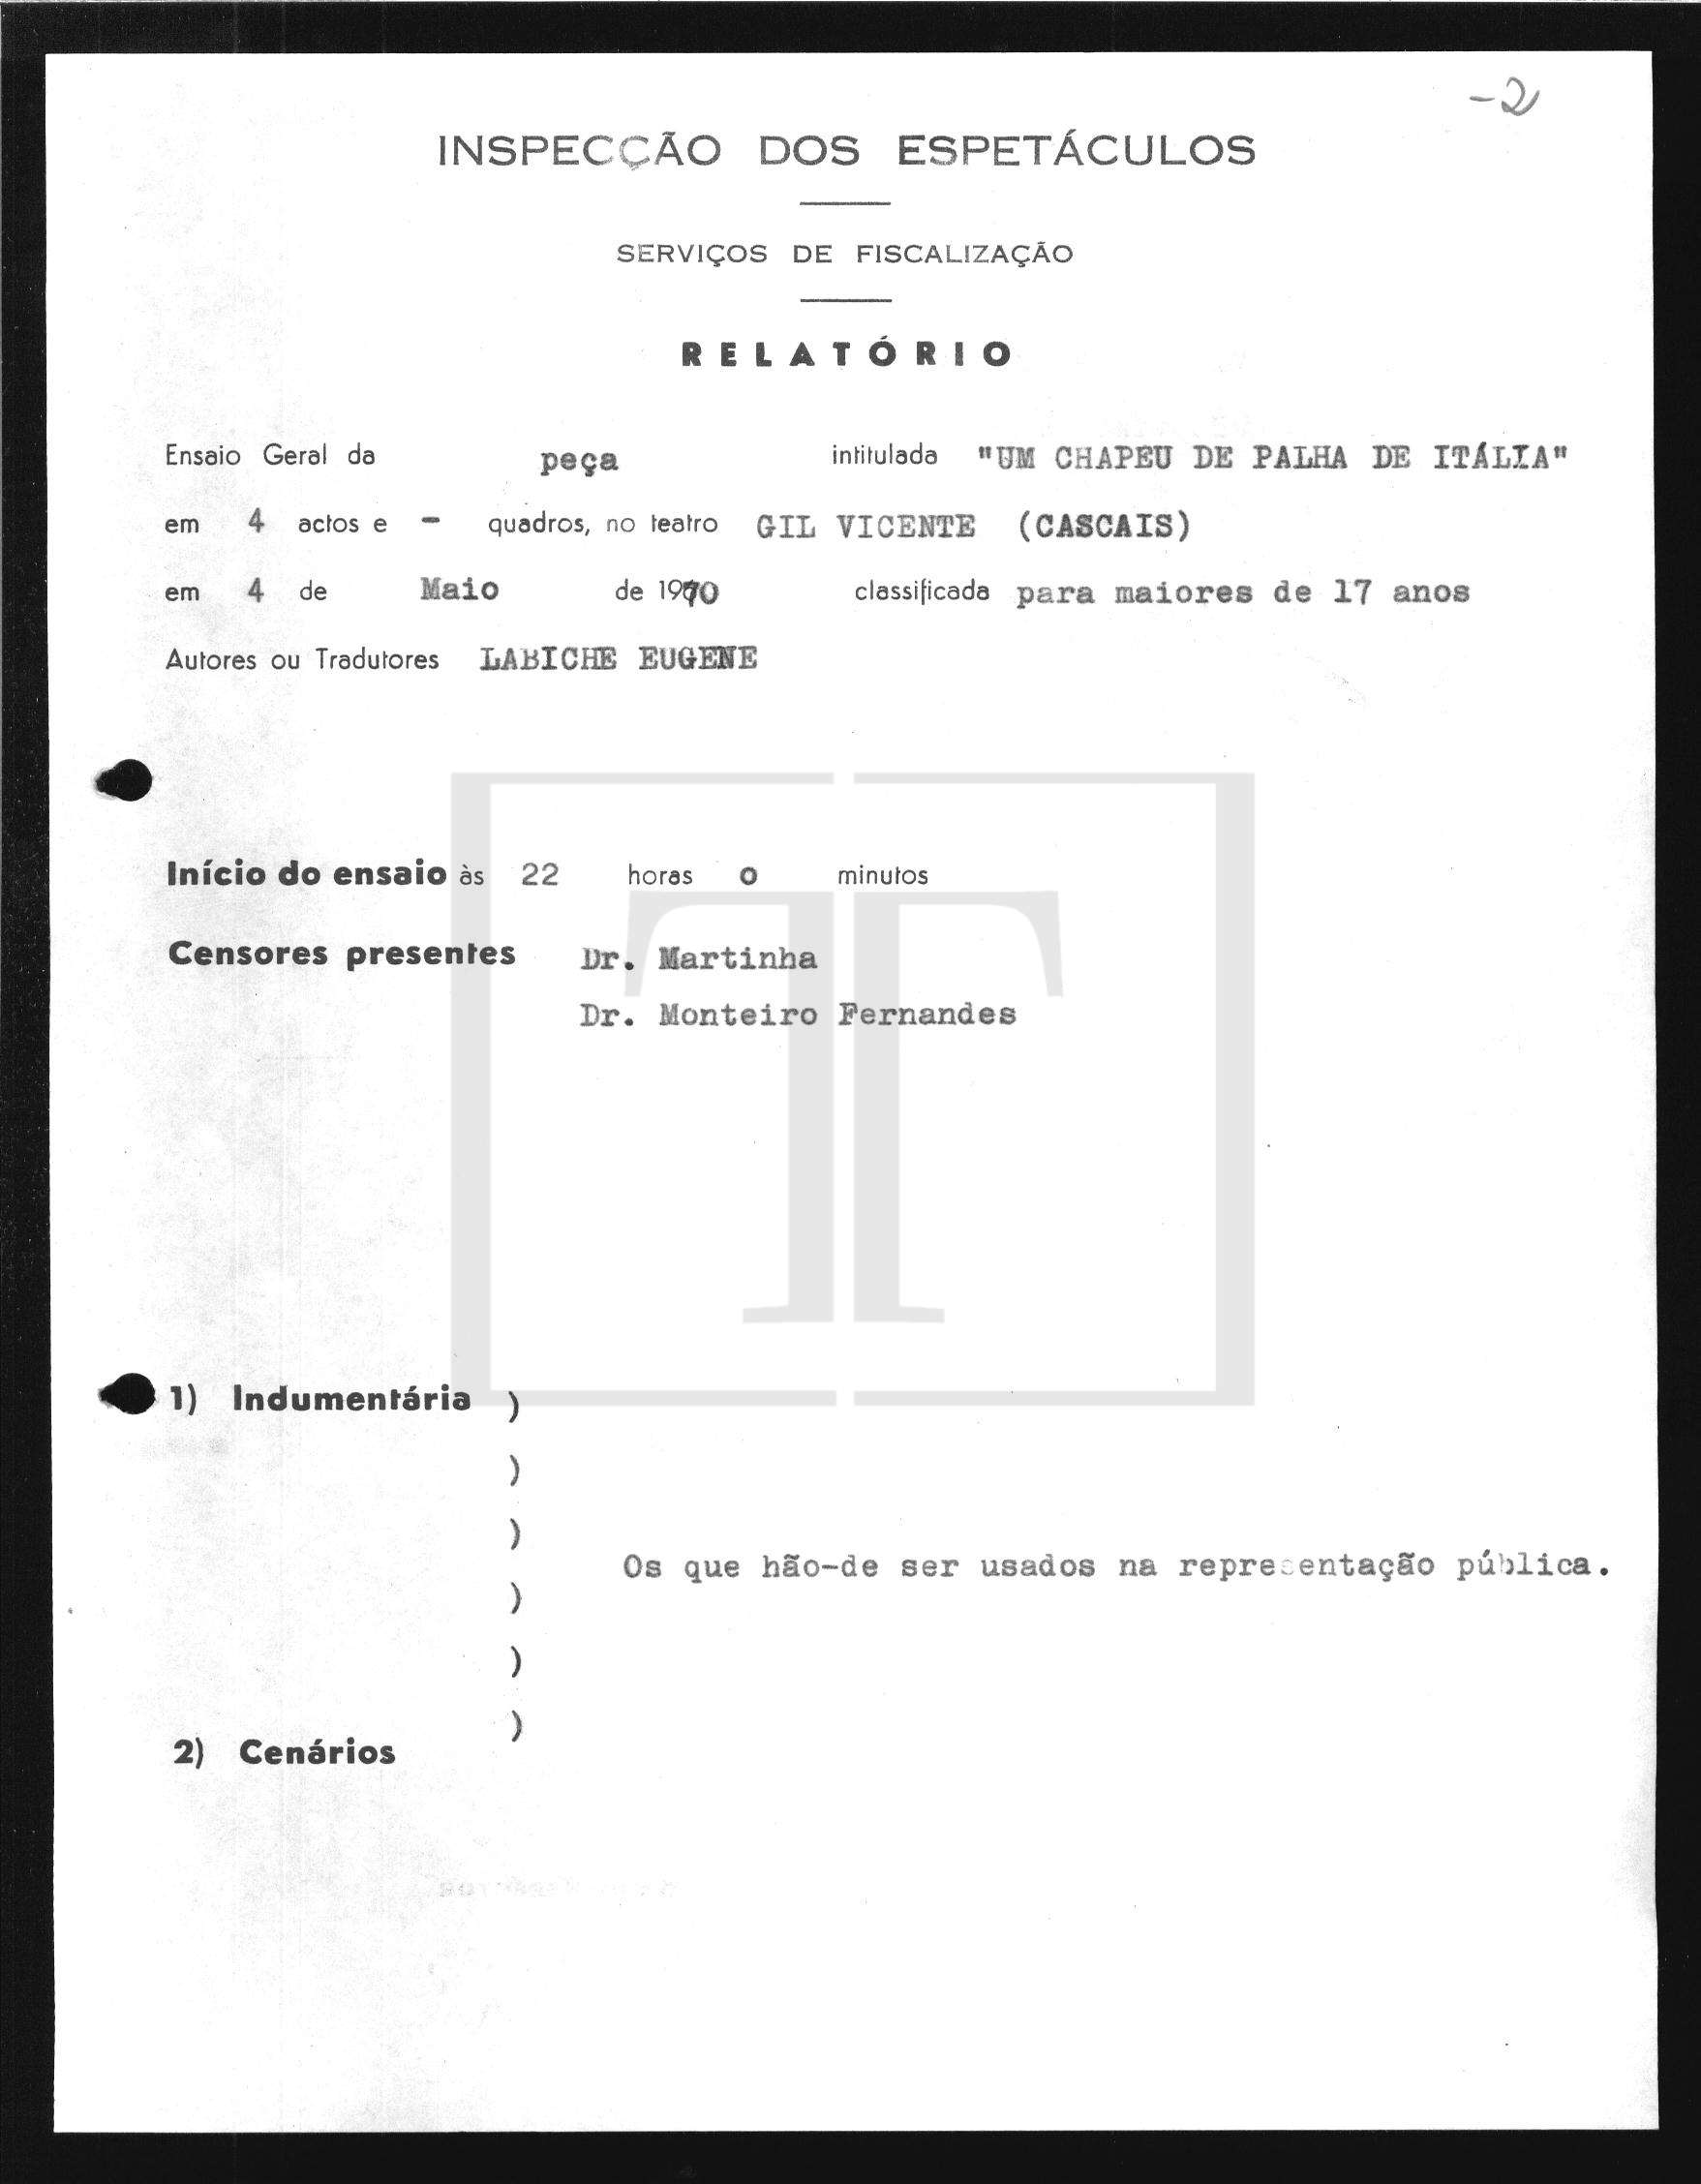 -2
INSPECÇÃO DOS ESPETÁCULOS
SERVIÇOS DE FISCALIZAÇÃO
RELATÓRIO
Ensaio Geral da peça intitulada "UM CHAPEU DE PALHA DE ITÁLIA"
em 4 actos e - quadros, no teatro GIL VICENTE (CASCAIS)
em 4 de Maio de 1970 classificada para maiores de 17 anos
Autores ou Tradutores LABICHE EUGENE
Início do ensaio às 22 horas 0 minutos
Censores presentes Dr. Martinha
Dr. Monteiro Fernandes
1) Indumentária )
)
)
Os que hão-de ser usados na representação pública.
)
)
)
2) Cenários